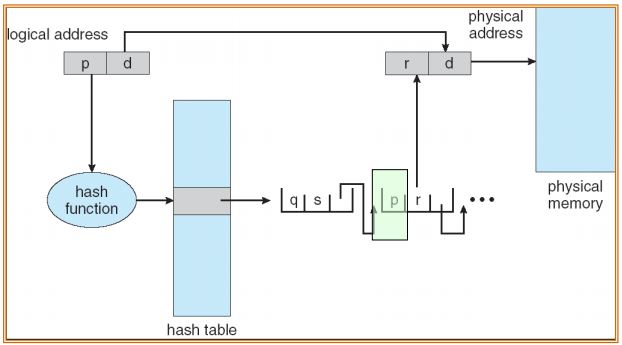 logical address
physical
address
p d
r d
hash
function
q s
p r
•••
physical
memory
hash table